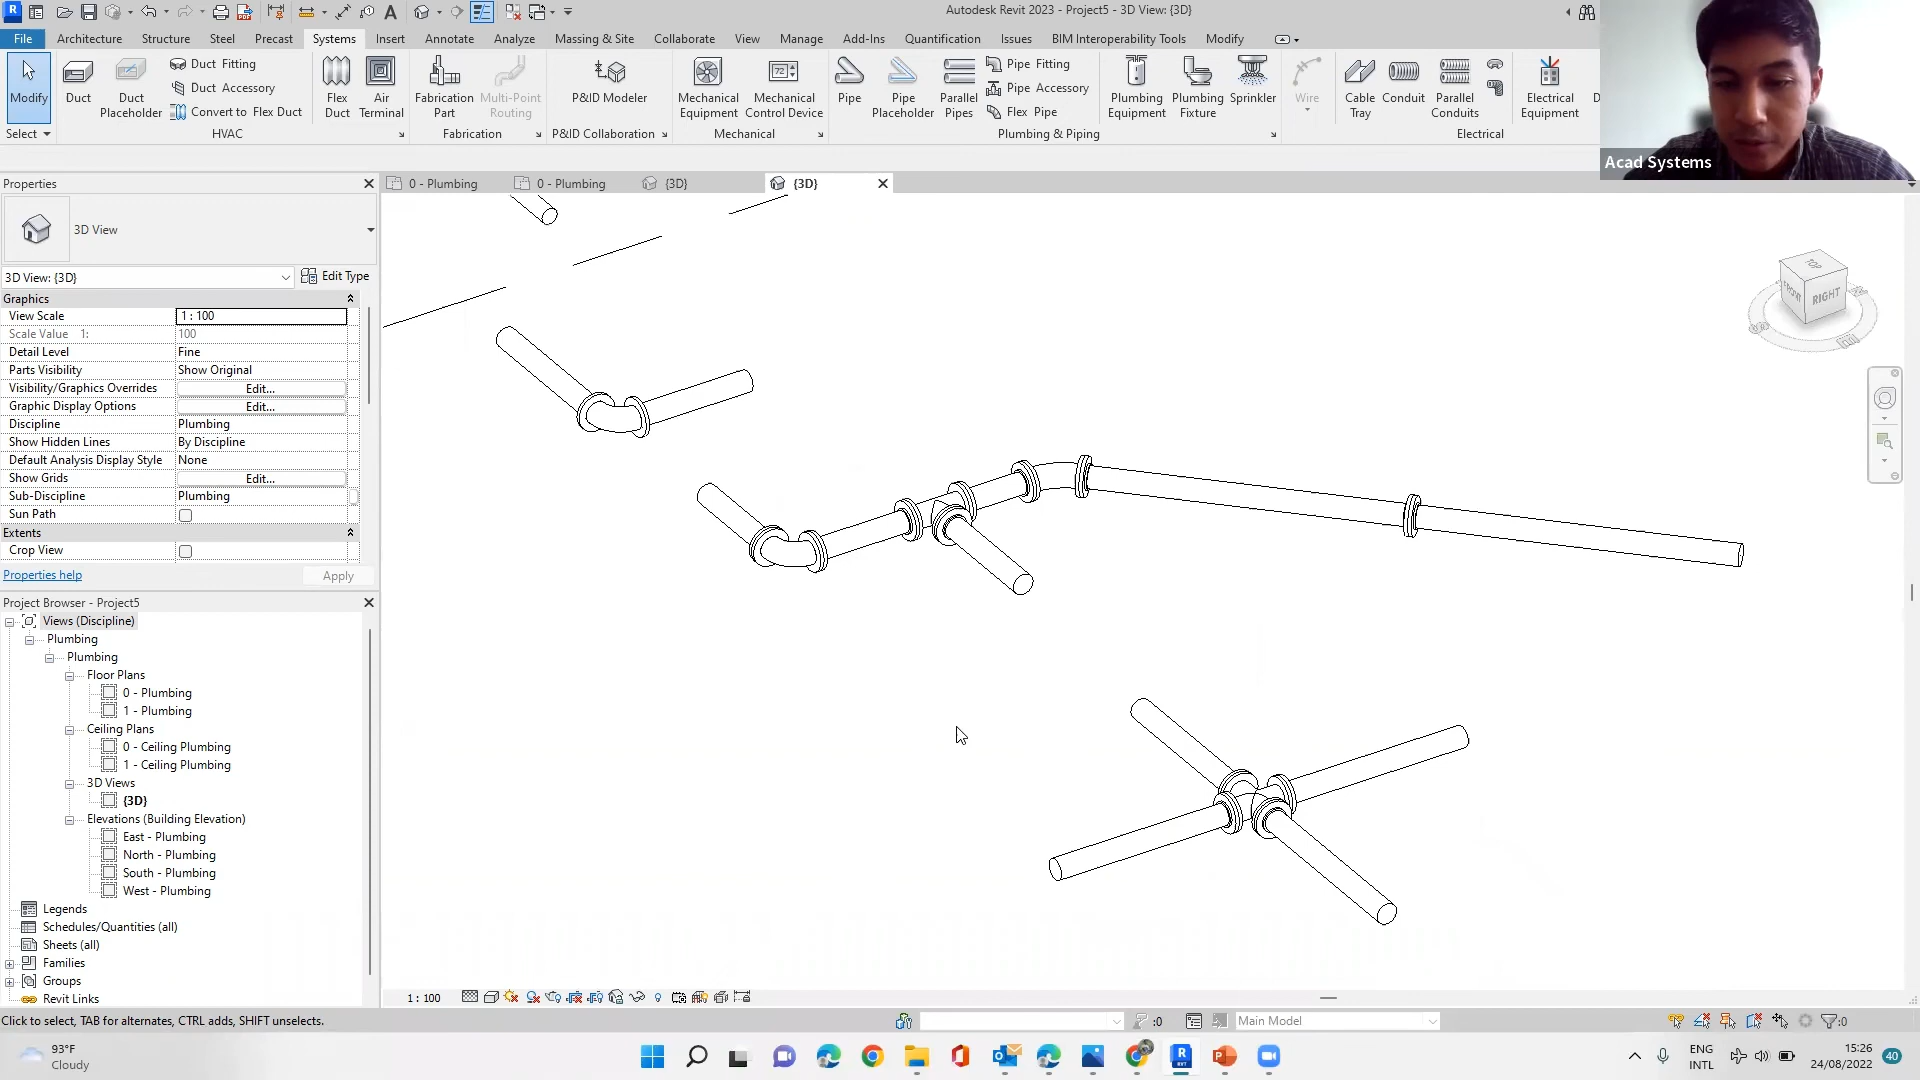 Autodesk Revit 2023 - Project5 - 3D View: {3D}
File Architecture Structure Steel Precast Systems Insert Annotate Analyze Massing & Site Collaborate View Manage Add-Ins Quantification Issues BIM Interoperability Tools Modify
Modify
Duct
Duct Placeholder
Duct Fitting
Duct Accessory
Convert to Flex Duct
Flex Duct
Air Terminal
Fabrication Part
Multi-Point Routing
P&ID Modeler
Mechanical Equipment
Mechanical Control Device
Pipe
Pipe Placeholder
Parallel Pipes
Pipe Fitting
Pipe Accessory
Flex Pipe
Plumbing Equipment
Plumbing Fixture
Sprinkler
Wire
Cable Tray
Conduit
Parallel Conduits
Electrical Equipment
Select HVAC Fabrication P&ID Collaboration Mechanical Plumbing & Piping Electrical
Acad Systems
Properties
0 - Plumbing 0 - Plumbing {3D} {3D}
3D View
3D View: {3D} Edit Type
Graphics
View Scale 1 : 100
Scale Value 1: 100
Detail Level Fine
Parts Visibility Show Original
Visibility/Graphics Overrides Edit...
Graphic Display Options Edit...
Discipline Plumbing
Show Hidden Lines By Discipline
Default Analysis Display Style None
Show Grids Edit...
Sub-Discipline Plumbing
Sun Path
Extents
Crop View
Properties help Apply
TOP
FRONT
RIGHT
Project Browser - Project5
Views (Discipline)
Plumbing
Plumbing
Floor Plans
0 - Plumbing
1 - Plumbing
Ceiling Plans
0 - Ceiling Plumbing
1 - Ceiling Plumbing
3D Views
{3D}
Elevations (Building Elevation)
East - Plumbing
North - Plumbing
South - Plumbing
West - Plumbing
Legends
Schedules/Quantities (all)
Sheets (all)
Families
Groups
Revit Links
1 : 100
Click to select, TAB for alternates, CTRL adds, SHIFT unselects.
:0
Main Model
:0
93°F
Cloudy
ENG
INTL
15:26
24/08/2022
40